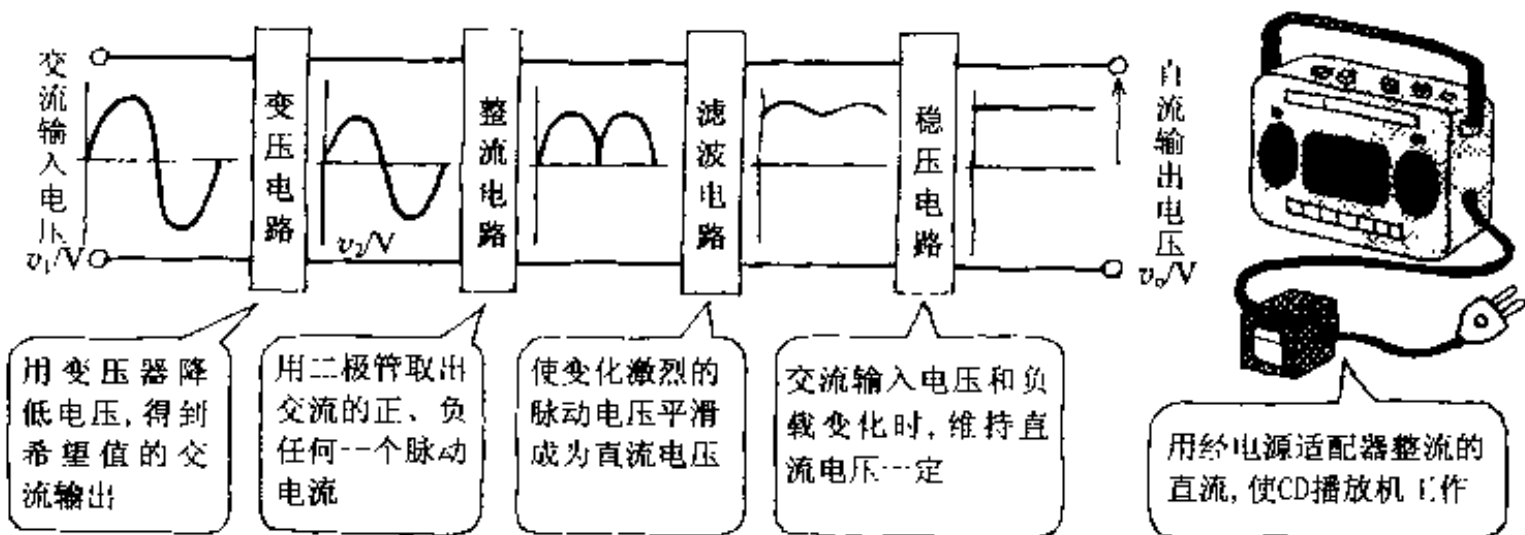 交流输入电压
v₁/V
变压电路
v₂/V
整流电路
滤波电路
稳压电路
直流输出电压
vₒ/V
用变压器降
低电压,得到
希望值的交
流输出
用二极管取出
交流的正、负
任何一个脉动
电流
使变化激烈的
脉动电压平滑
成为直流电压
交流输入电压和负
载变化时,维持直
流电压一定
用经电源适配器整流的
直流,使CD播放机工作